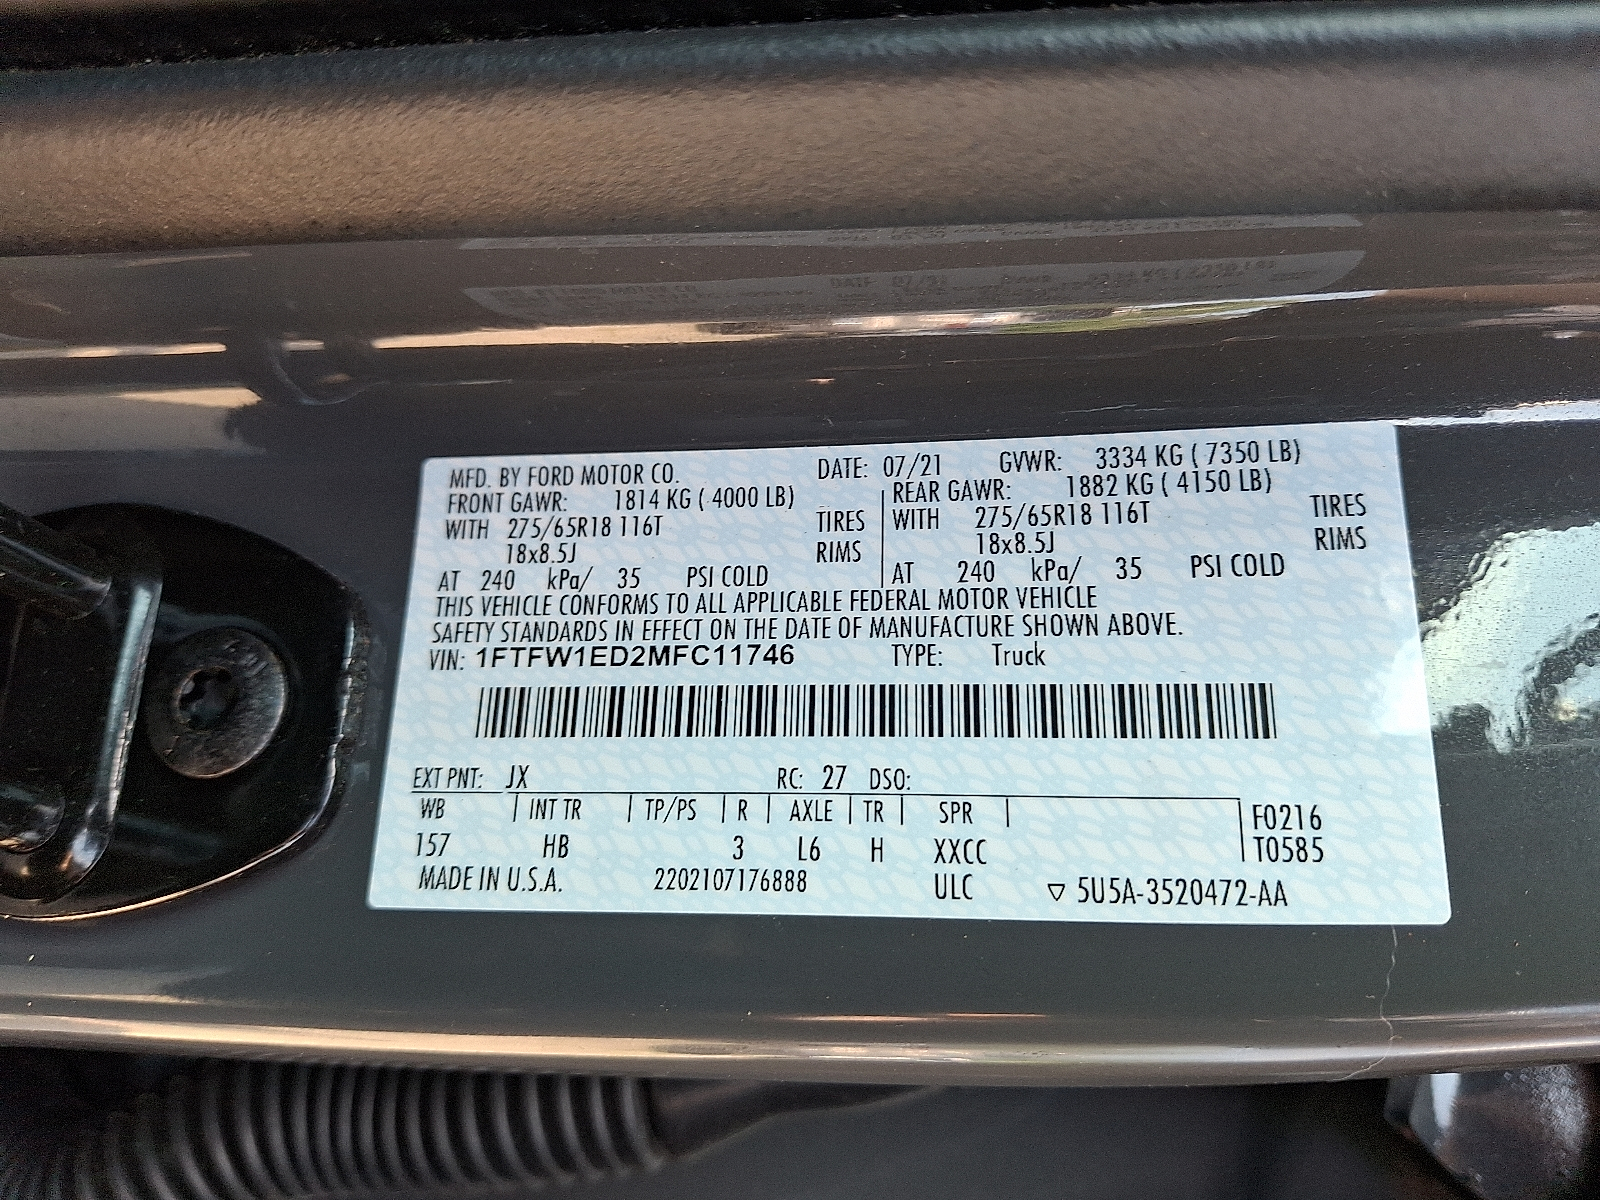 MFD. BY FORD MOTOR CO. DATE: 07/21 GVWR: 3334 KG ( 7350 LB)
FRONT GAWR: 1814 KG ( 4000 LB) REAR GAWR: 1882 KG ( 4150 LB)
WITH 275/65R18 116T TIRES WITH 275/65R18 116T TIRES
18x8.5J RIMS 18x8.5J RIMS
AT 240 kPa/ 35 PSI COLD AT 240 kPa/ 35 PSI COLD
THIS VEHICLE CONFORMS TO ALL APPLICABLE FEDERAL MOTOR VEHICLE
SAFETY STANDARDS IN EFFECT ON THE DATE OF MANUFACTURE SHOWN ABOVE.
VIN: 1FTFW1ED2MFC11746 TYPE: Truck
EXT PNT: JX RC: 27 DSO:
WB INT TR TP/PS R AXLE TR SPR F0216
157 HB 3 L6 H XXCC T0585
MADE IN U.S.A. 2202107176888 ULC ▽ 5U5A-3520472-AA